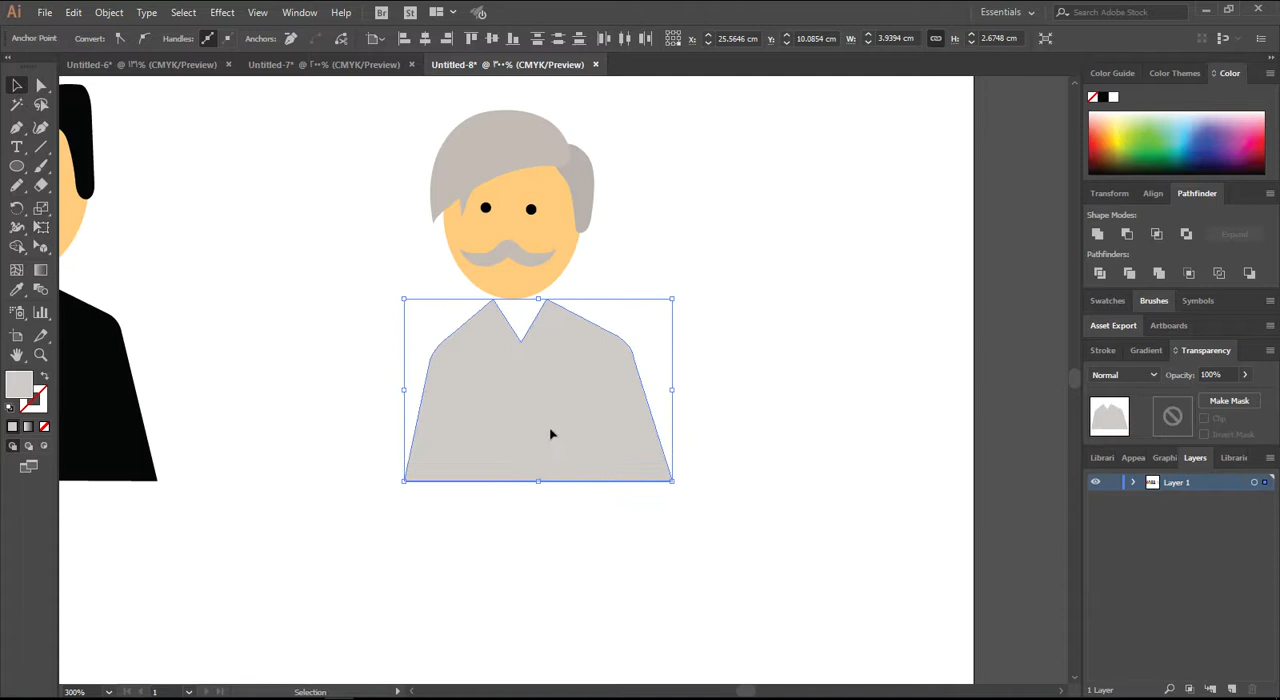 Ai File Edit Object Type Select Effect View Window Help Br St Essentials Search Adobe Stock
Anchor Point Convert: Handles: Anchors: X: 25.5646 cm Y: 10.0854 cm W: 3.9394 cm H: 2.6748 cm
Untitled-6* @ ١٣١% (CMYK/Preview) × Untitled-7* @ ٢٠٠% (CMYK/Preview) × Untitled-8* @ ٣٠٠% (CMYK/Preview) ×
Color Guide Color Themes Color
Transform Align Pathfinder
Shape Modes:
Expand
Pathfinders:
Swatches Brushes Symbols
Asset Export Artboards
Stroke Gradient Transparency
Normal Opacity: 100%
Make Mask
Clip
Invert Mask
Librari Appea Graphi Layers Librari
Layer 1
1 Layer
300% 1 Selection